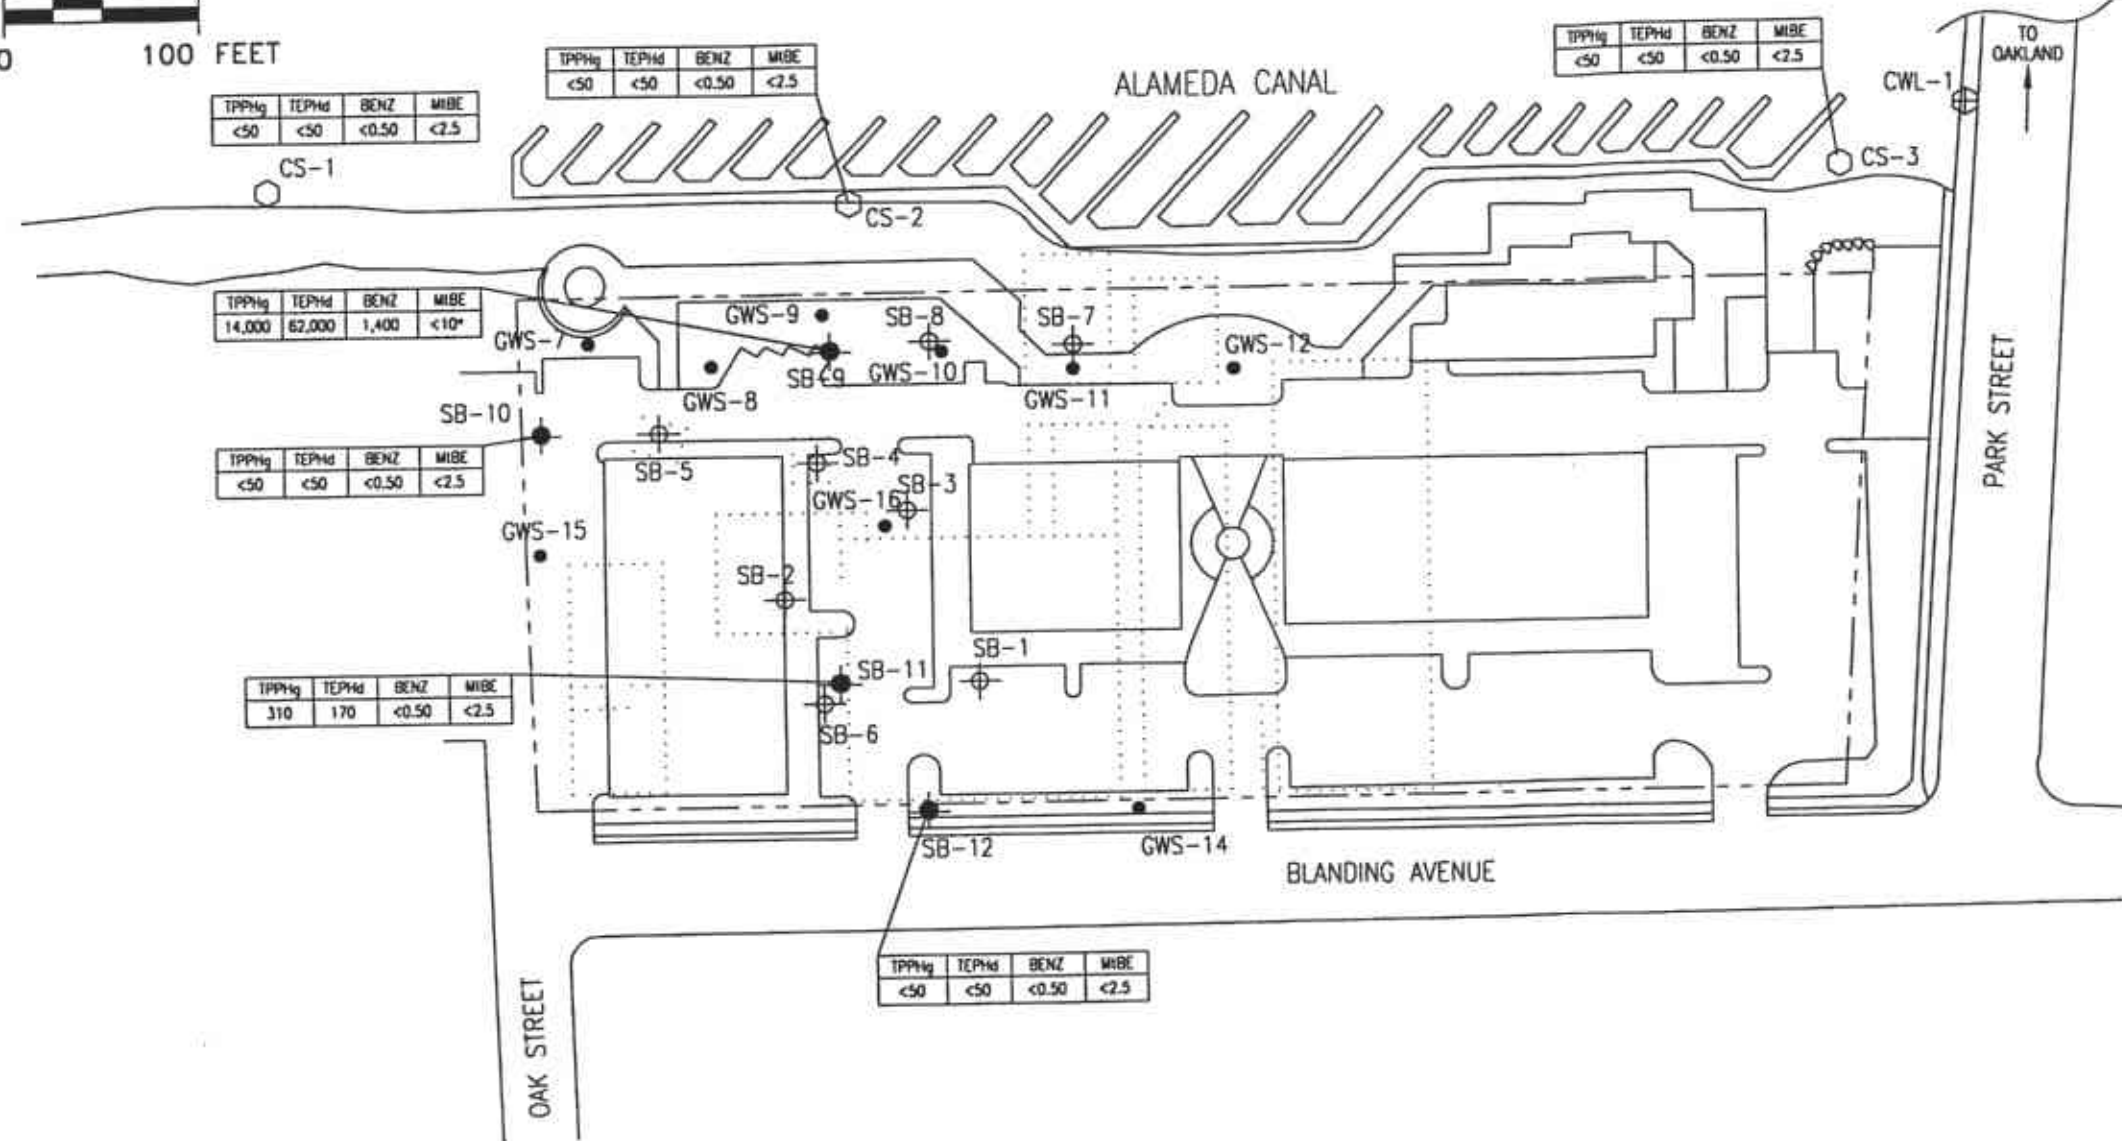 0 100 FEET
TPPHg TEPHd BENZ MtBE
<50 <50 <0.50 <2.5
CS-1
TPPHg TEPHd BENZ MtBE
<50 <50 <0.50 <2.5
CS-2
ALAMEDA CANAL
TPPHg TEPHd BENZ MtBE
<50 <50 <0.50 <2.5
CS-3
CWL-1
TO
OAKLAND
PARK STREET
TPPHg TEPHd BENZ MtBE
14,000 62,000 1,400 <10*
GWS-7
GWS-9
SB-8
SB-7
GWS-12
SB-9
GWS-10
GWS-8
GWS-11
SB-10
TPPHg TEPHd BENZ MtBE
<50 <50 <0.50 <2.5
SB-5
SB-4
SB-3
GWS-16
GWS-15
SB-2
SB-1
SB-11
TPPHg TEPHd BENZ MtBE
310 170 <0.50 <2.5
SB-6
SB-12
GWS-14
BLANDING AVENUE
TPPHg TEPHd BENZ MtBE
<50 <50 <0.50 <2.5
OAK STREET